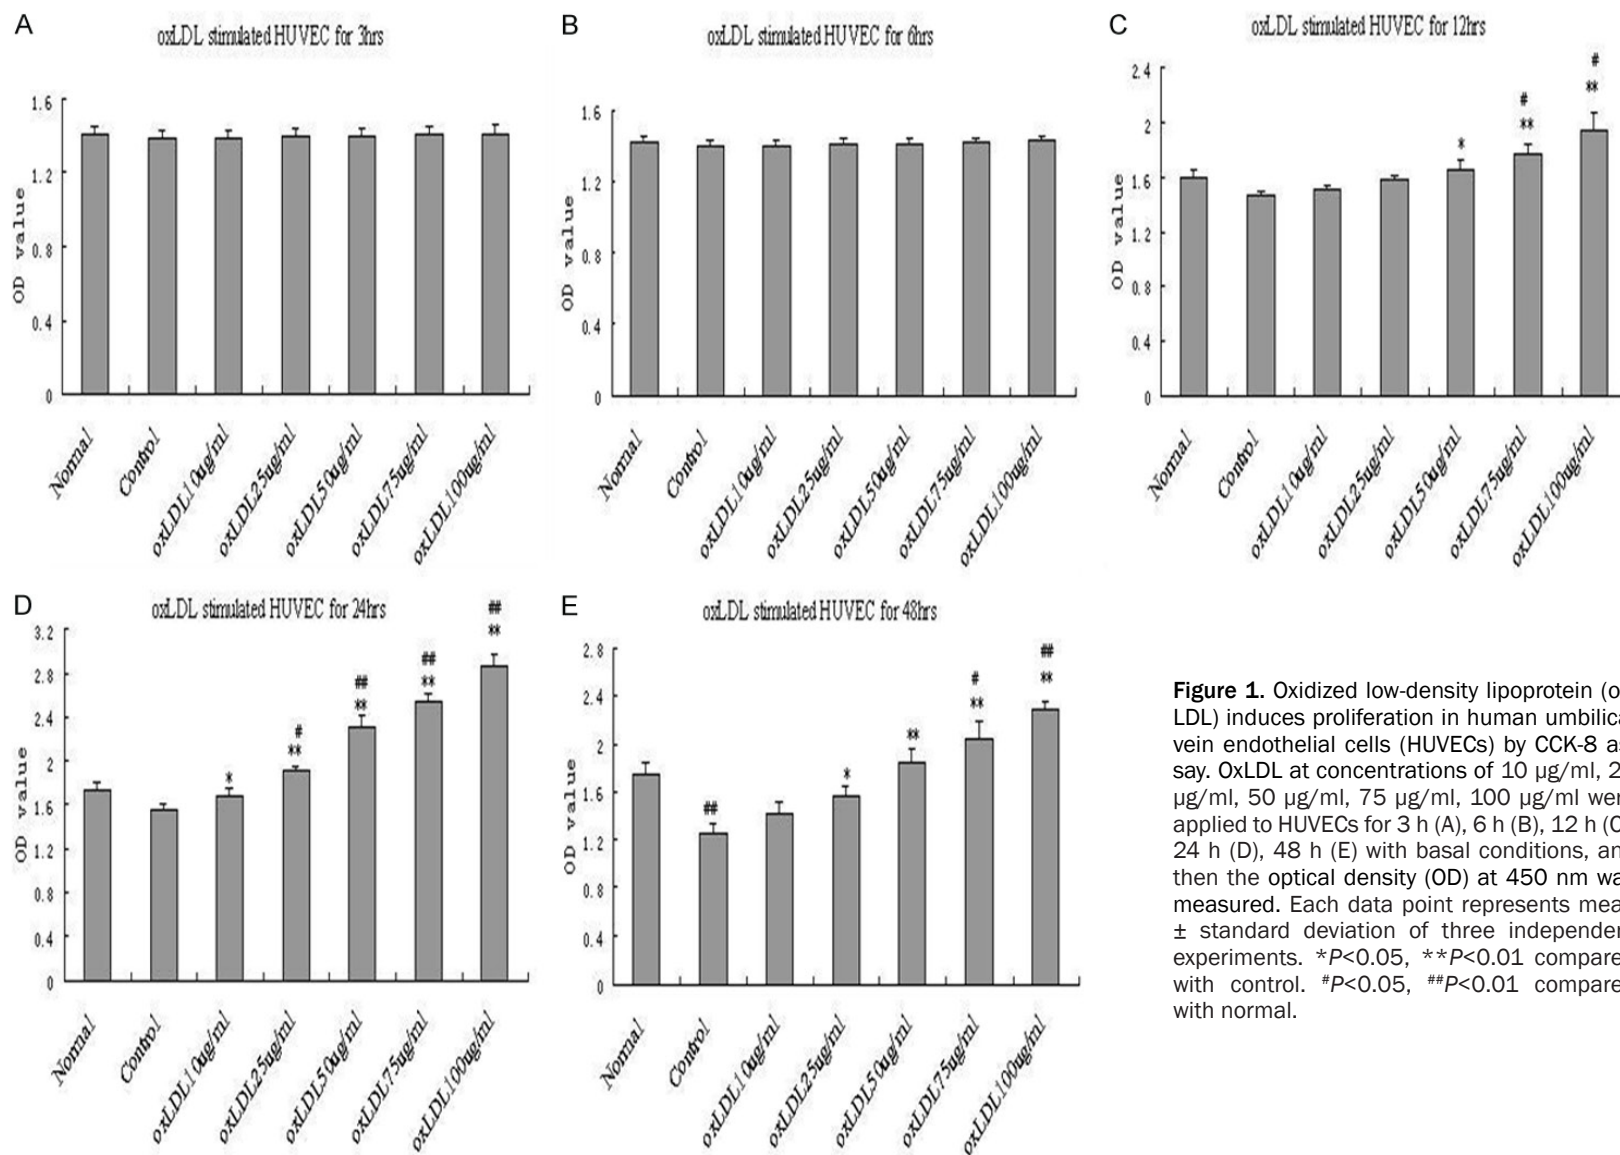 A
oxLDL stimulated HUVEC for 3hrs
OD value
1.6
1.2
0.8
0.4
0
Normal
Control
oxLDL10ug/ml
oxLDL25ug/ml
oxLDL50ug/ml
oxLDL75ug/ml
oxLDL100ug/ml
B
oxLDL stimulated HUVEC for 6hrs
OD value
1.6
1.2
0.8
0.4
0
Normal
Control
oxLDL10ug/ml
oxLDL25ug/ml
oxLDL50ug/ml
oxLDL75ug/ml
oxLDL100ug/ml
C
oxLDL stimulated HUVEC for 12hrs
OD value
2.4
2
1.6
1.2
0.8
0.4
0
*
#
**
#
**
Normal
Control
oxLDL10ug/ml
oxLDL25ug/ml
oxLDL50ug/ml
oxLDL75ug/ml
oxLDL100ug/ml
D
oxLDL stimulated HUVEC for 24hrs
OD value
3.2
2.8
2.4
2
1.6
1.2
0.8
0.4
0
*
#
**
##
**
##
**
##
**
Normal
Control
oxLDL10ug/ml
oxLDL25ug/ml
oxLDL50ug/ml
oxLDL75ug/ml
oxLDL100ug/ml
E
oxLDL stimulated HUVEC for 48hrs
OD value
2.8
2.4
2
1.6
1.2
0.8
0.4
0
##
*
**
#
**
##
**
Normal
Control
oxLDL10ug/ml
oxLDL25ug/ml
oxLDL50ug/ml
oxLDL75ug/ml
oxLDL100ug/ml
Figure 1. Oxidized low-density lipoprotein (o
LDL) induces proliferation in human umbilica
vein endothelial cells (HUVECs) by CCK-8 as
say. OxLDL at concentrations of 10 µg/ml, 2
µg/ml, 50 µg/ml, 75 µg/ml, 100 µg/ml wer
applied to HUVECs for 3 h (A), 6 h (B), 12 h (C
24 h (D), 48 h (E) with basal conditions, an
then the optical density (OD) at 450 nm wa
measured. Each data point represents mea
± standard deviation of three independen
experiments. *P<0.05, **P<0.01 compare
with control. #P<0.05, ##P<0.01 compare
with normal.